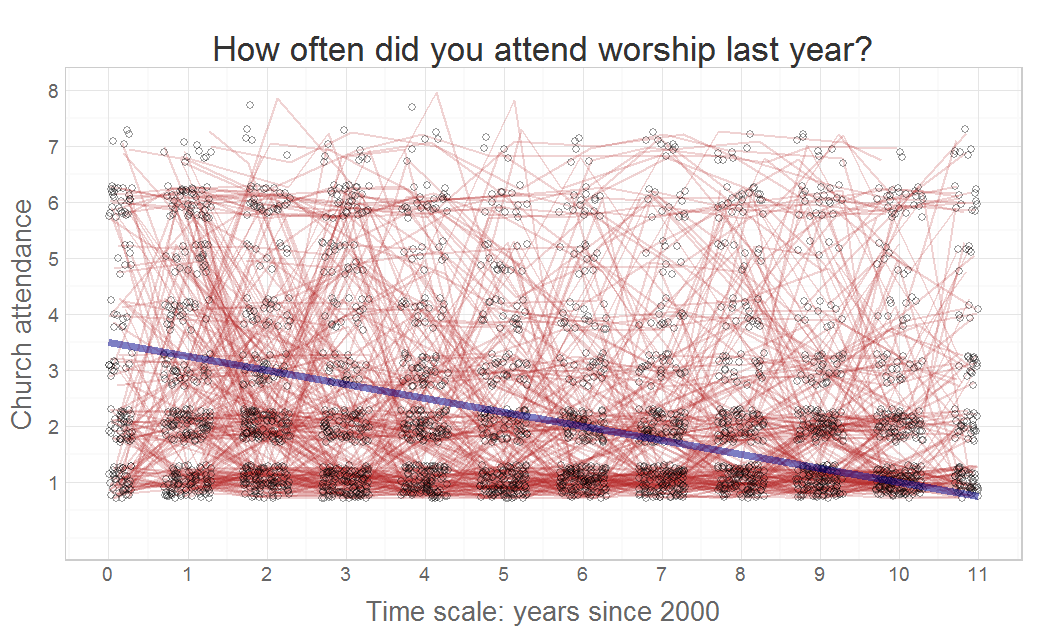 How often did you attend worship last year?
8
7
6
5
4
3
2
1
Church attendance
0 1 2 3 4 5 6 7 8 9 10 11
Time scale: years since 2000